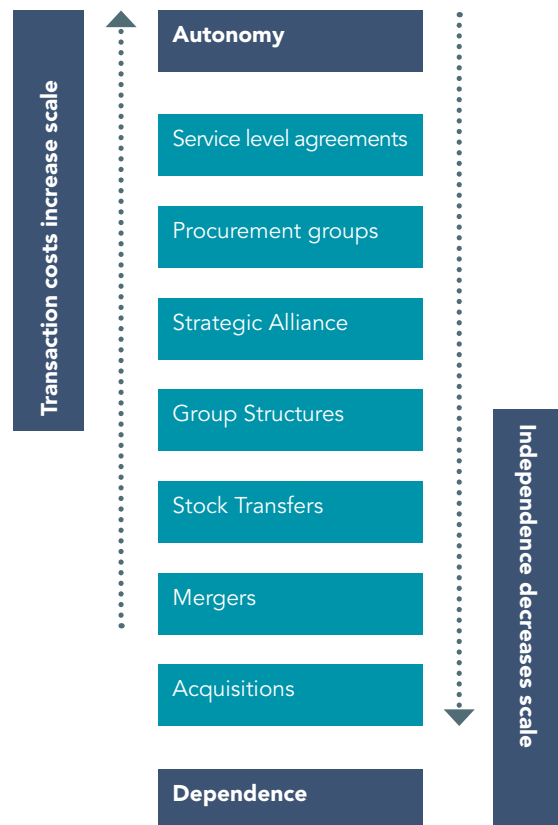 Transaction costs increase scale
Autonomy
Service level agreements
Procurement groups
Strategic Alliance
Group Structures
Stock Transfers
Mergers
Acquisitions
Dependence
Independence decreases scale